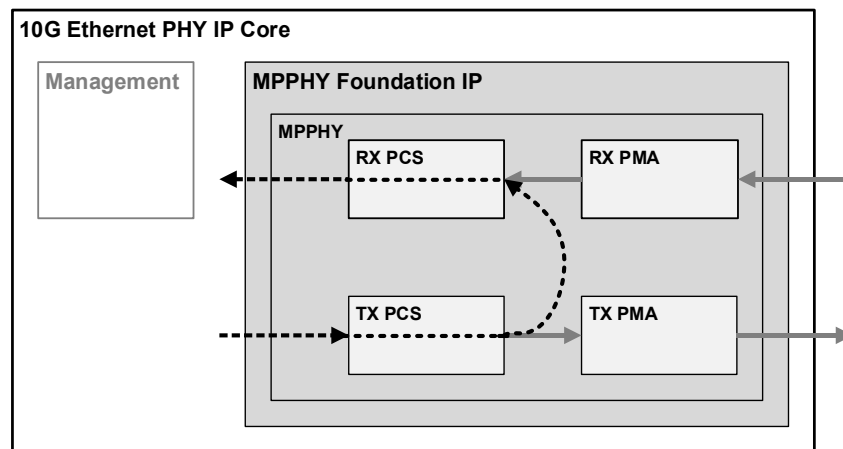 10G Ethernet PHY IP Core
Management
MPPHY Foundation IP
MPPHY
RX PCS
RX PMA
TX PCS
TX PMA